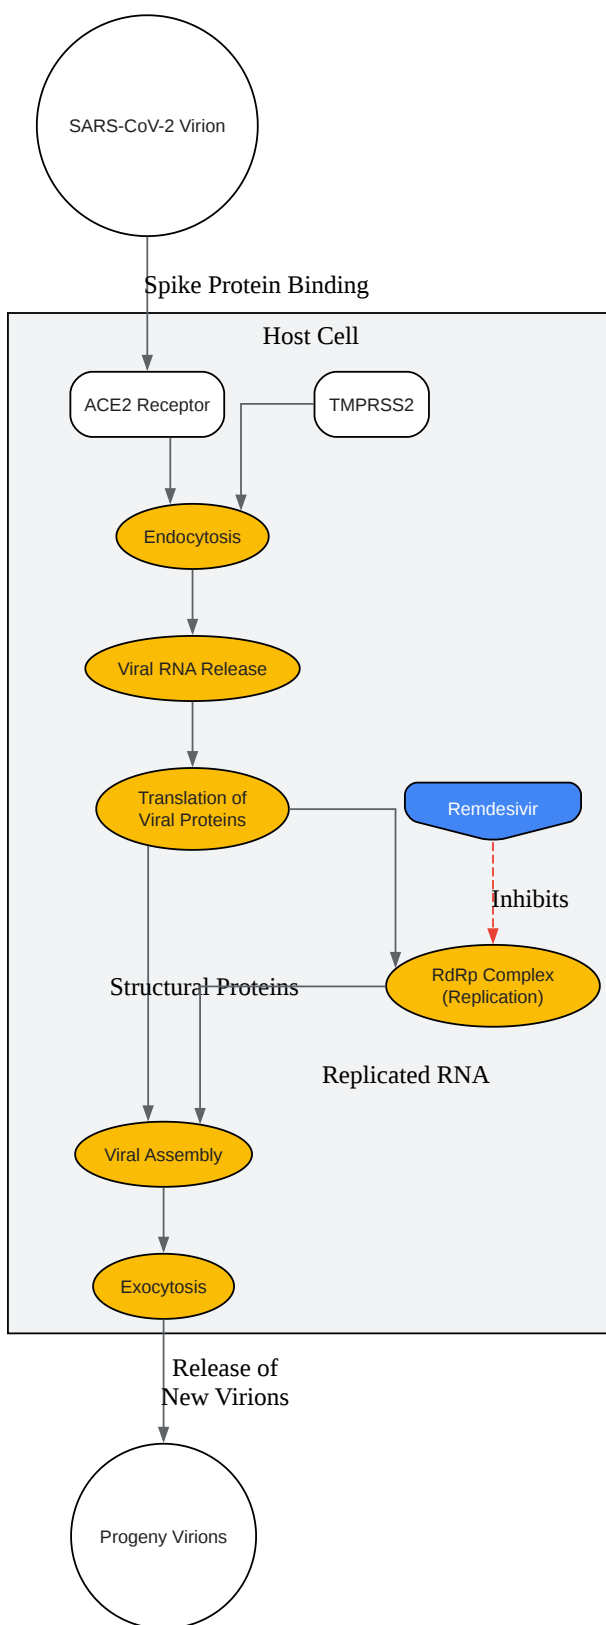 SARS-CoV-2 Virion
Spike Protein Binding
Host Cell
ACE2 Receptor
TMPRSS2
Endocytosis
Viral RNA Release
Translation of
Viral Proteins
Remdesivir
Inhibits
RdRp Complex
(Replication)
Structural Proteins
Replicated RNA
Viral Assembly
Exocytosis
Release of
New Virions
Progeny Virions